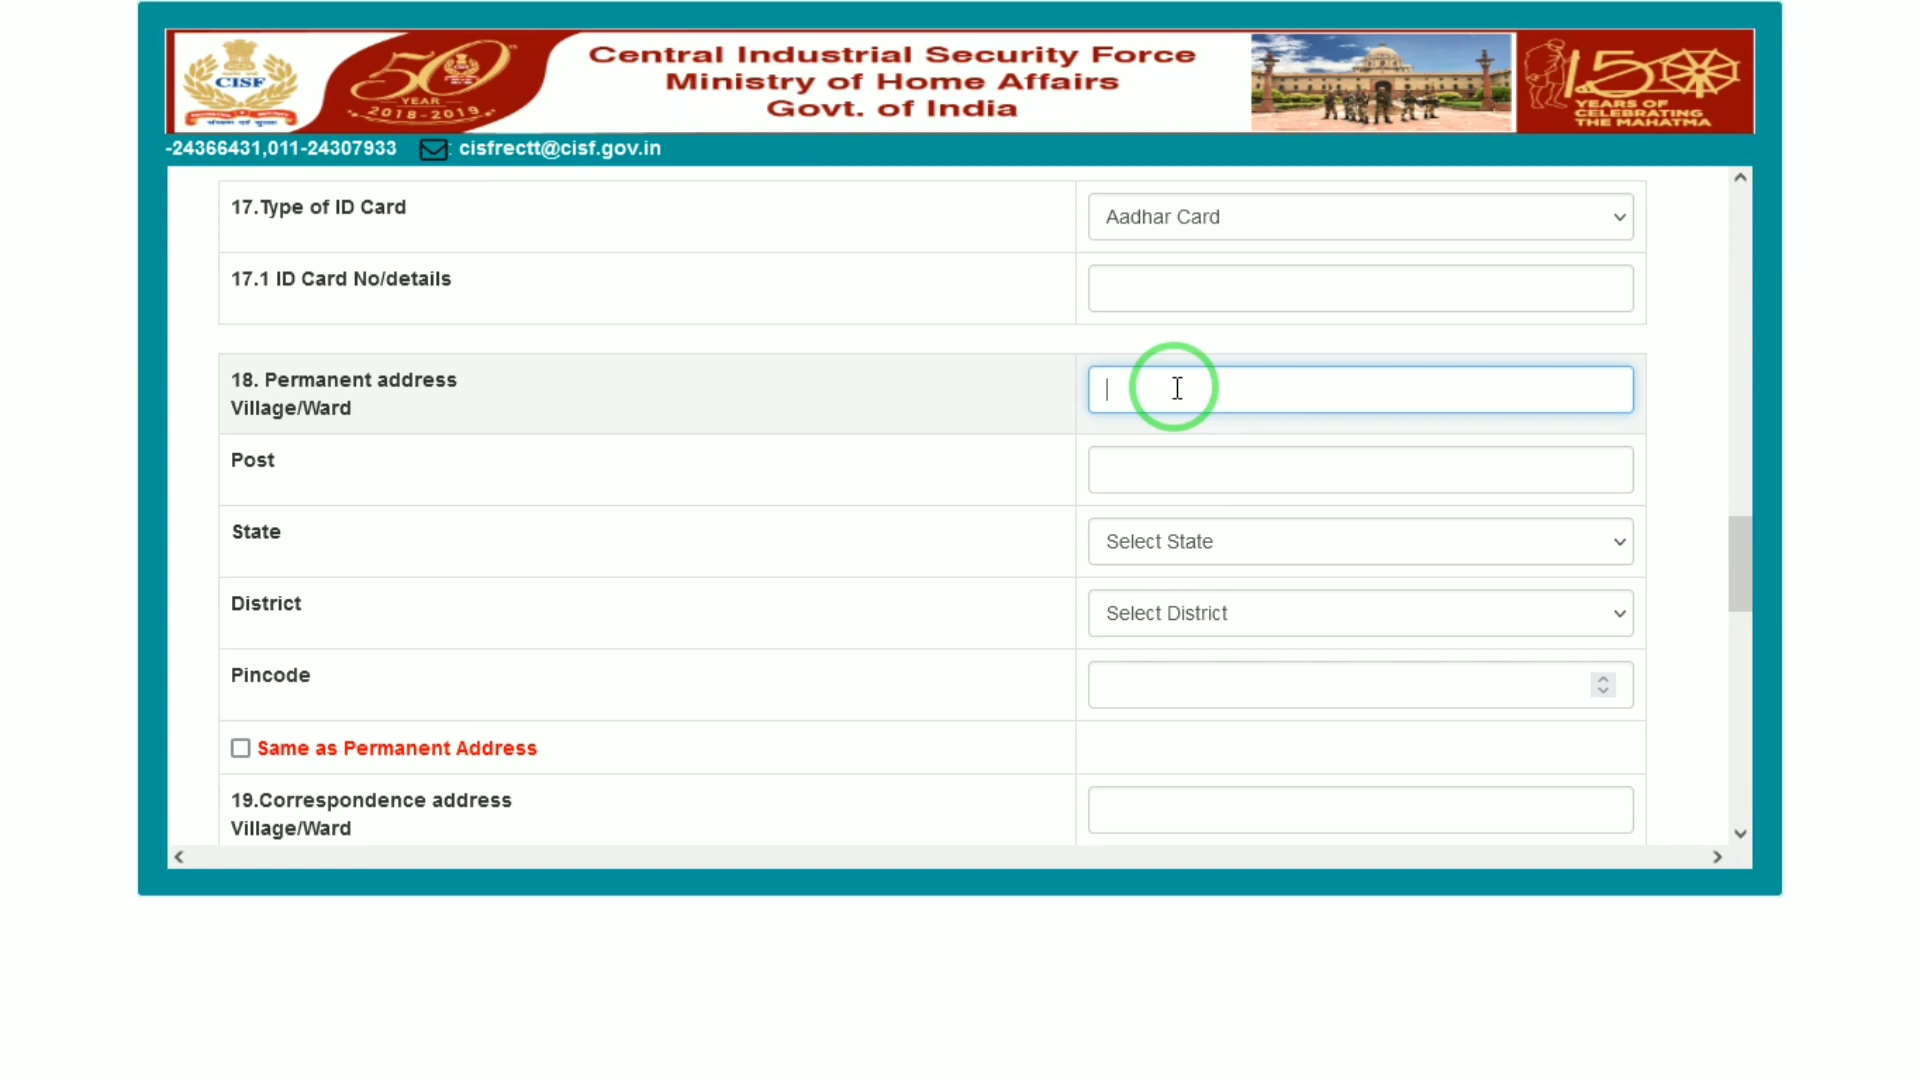 CISF
50
YEAR
2018-2019
Central Industrial Security Force
Ministry of Home Affairs
Govt. of India
150
YEARS OF
CELEBRATING
THE MAHATMA
-24366431,011-24307933 : cisfrectt@cisf.gov.in
17.Type of ID Card
Aadhar Card
17.1 ID Card No/details
18. Permanent address
Village/Ward
Post
State
Select State
District
Select District
Pincode
Same as Permanent Address
19.Correspondence address
Village/Ward